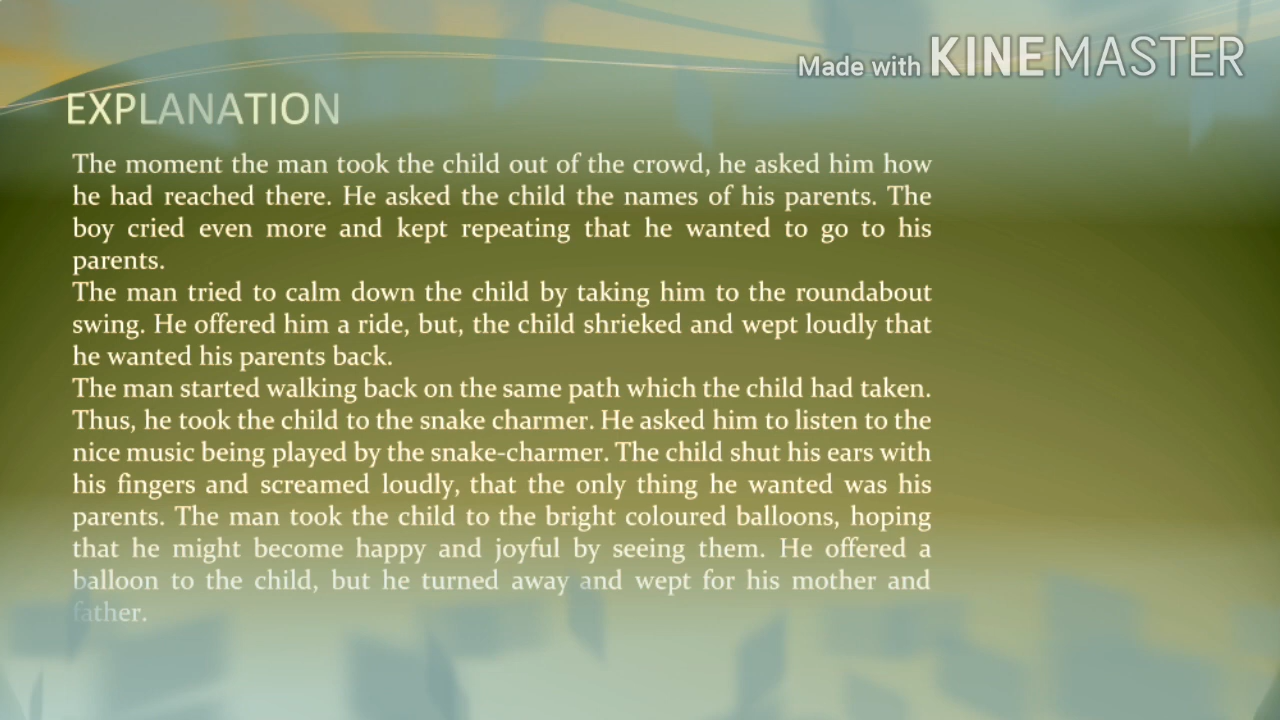 Made with KINEMASTER
EXPLANATION
The moment the man took the child out of the crowd, he asked him how
he had reached there. He asked the child the names of his parents. The
boy cried even more and kept repeating that he wanted to go to his
parents.
The man tried to calm down the child by taking him to the roundabout
swing. He offered him a ride, but, the child shrieked and wept loudly that
he wanted his parents back.
The man started walking back on the same path which the child had taken.
Thus, he took the child to the snake charmer. He asked him to listen to the
nice music being played by the snake-charmer. The child shut his ears with
his fingers and screamed loudly, that the only thing he wanted was his
parents. The man took the child to the bright coloured balloons, hoping
that he might become happy and joyful by seeing them. He offered a
balloon to the child, but he turned away and wept for his mother and
father.